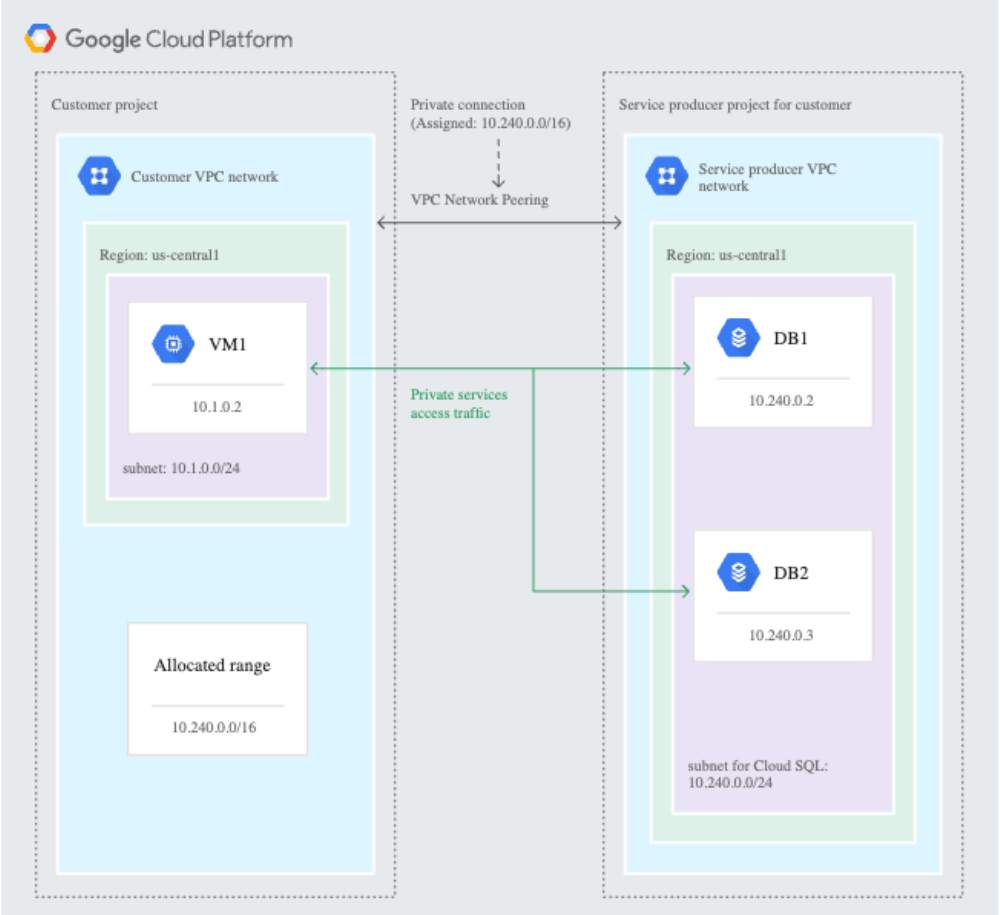 Google Cloud Platform
Customer project
Private connection
(Assigned: 10.240.0.0/16)
Service producer project for customer
Customer VPC network
VPC Network Peering
Service producer VPC
network
Region: us-central1
Region: us-central1
VM1
10.1.0.2
subnet: 10.1.0.0/24
Private services
access traffic
DB1
10.240.0.2
DB2
10.240.0.3
Allocated range
10.240.0.0/16
subnet for Cloud SQL:
10.240.0.0/24